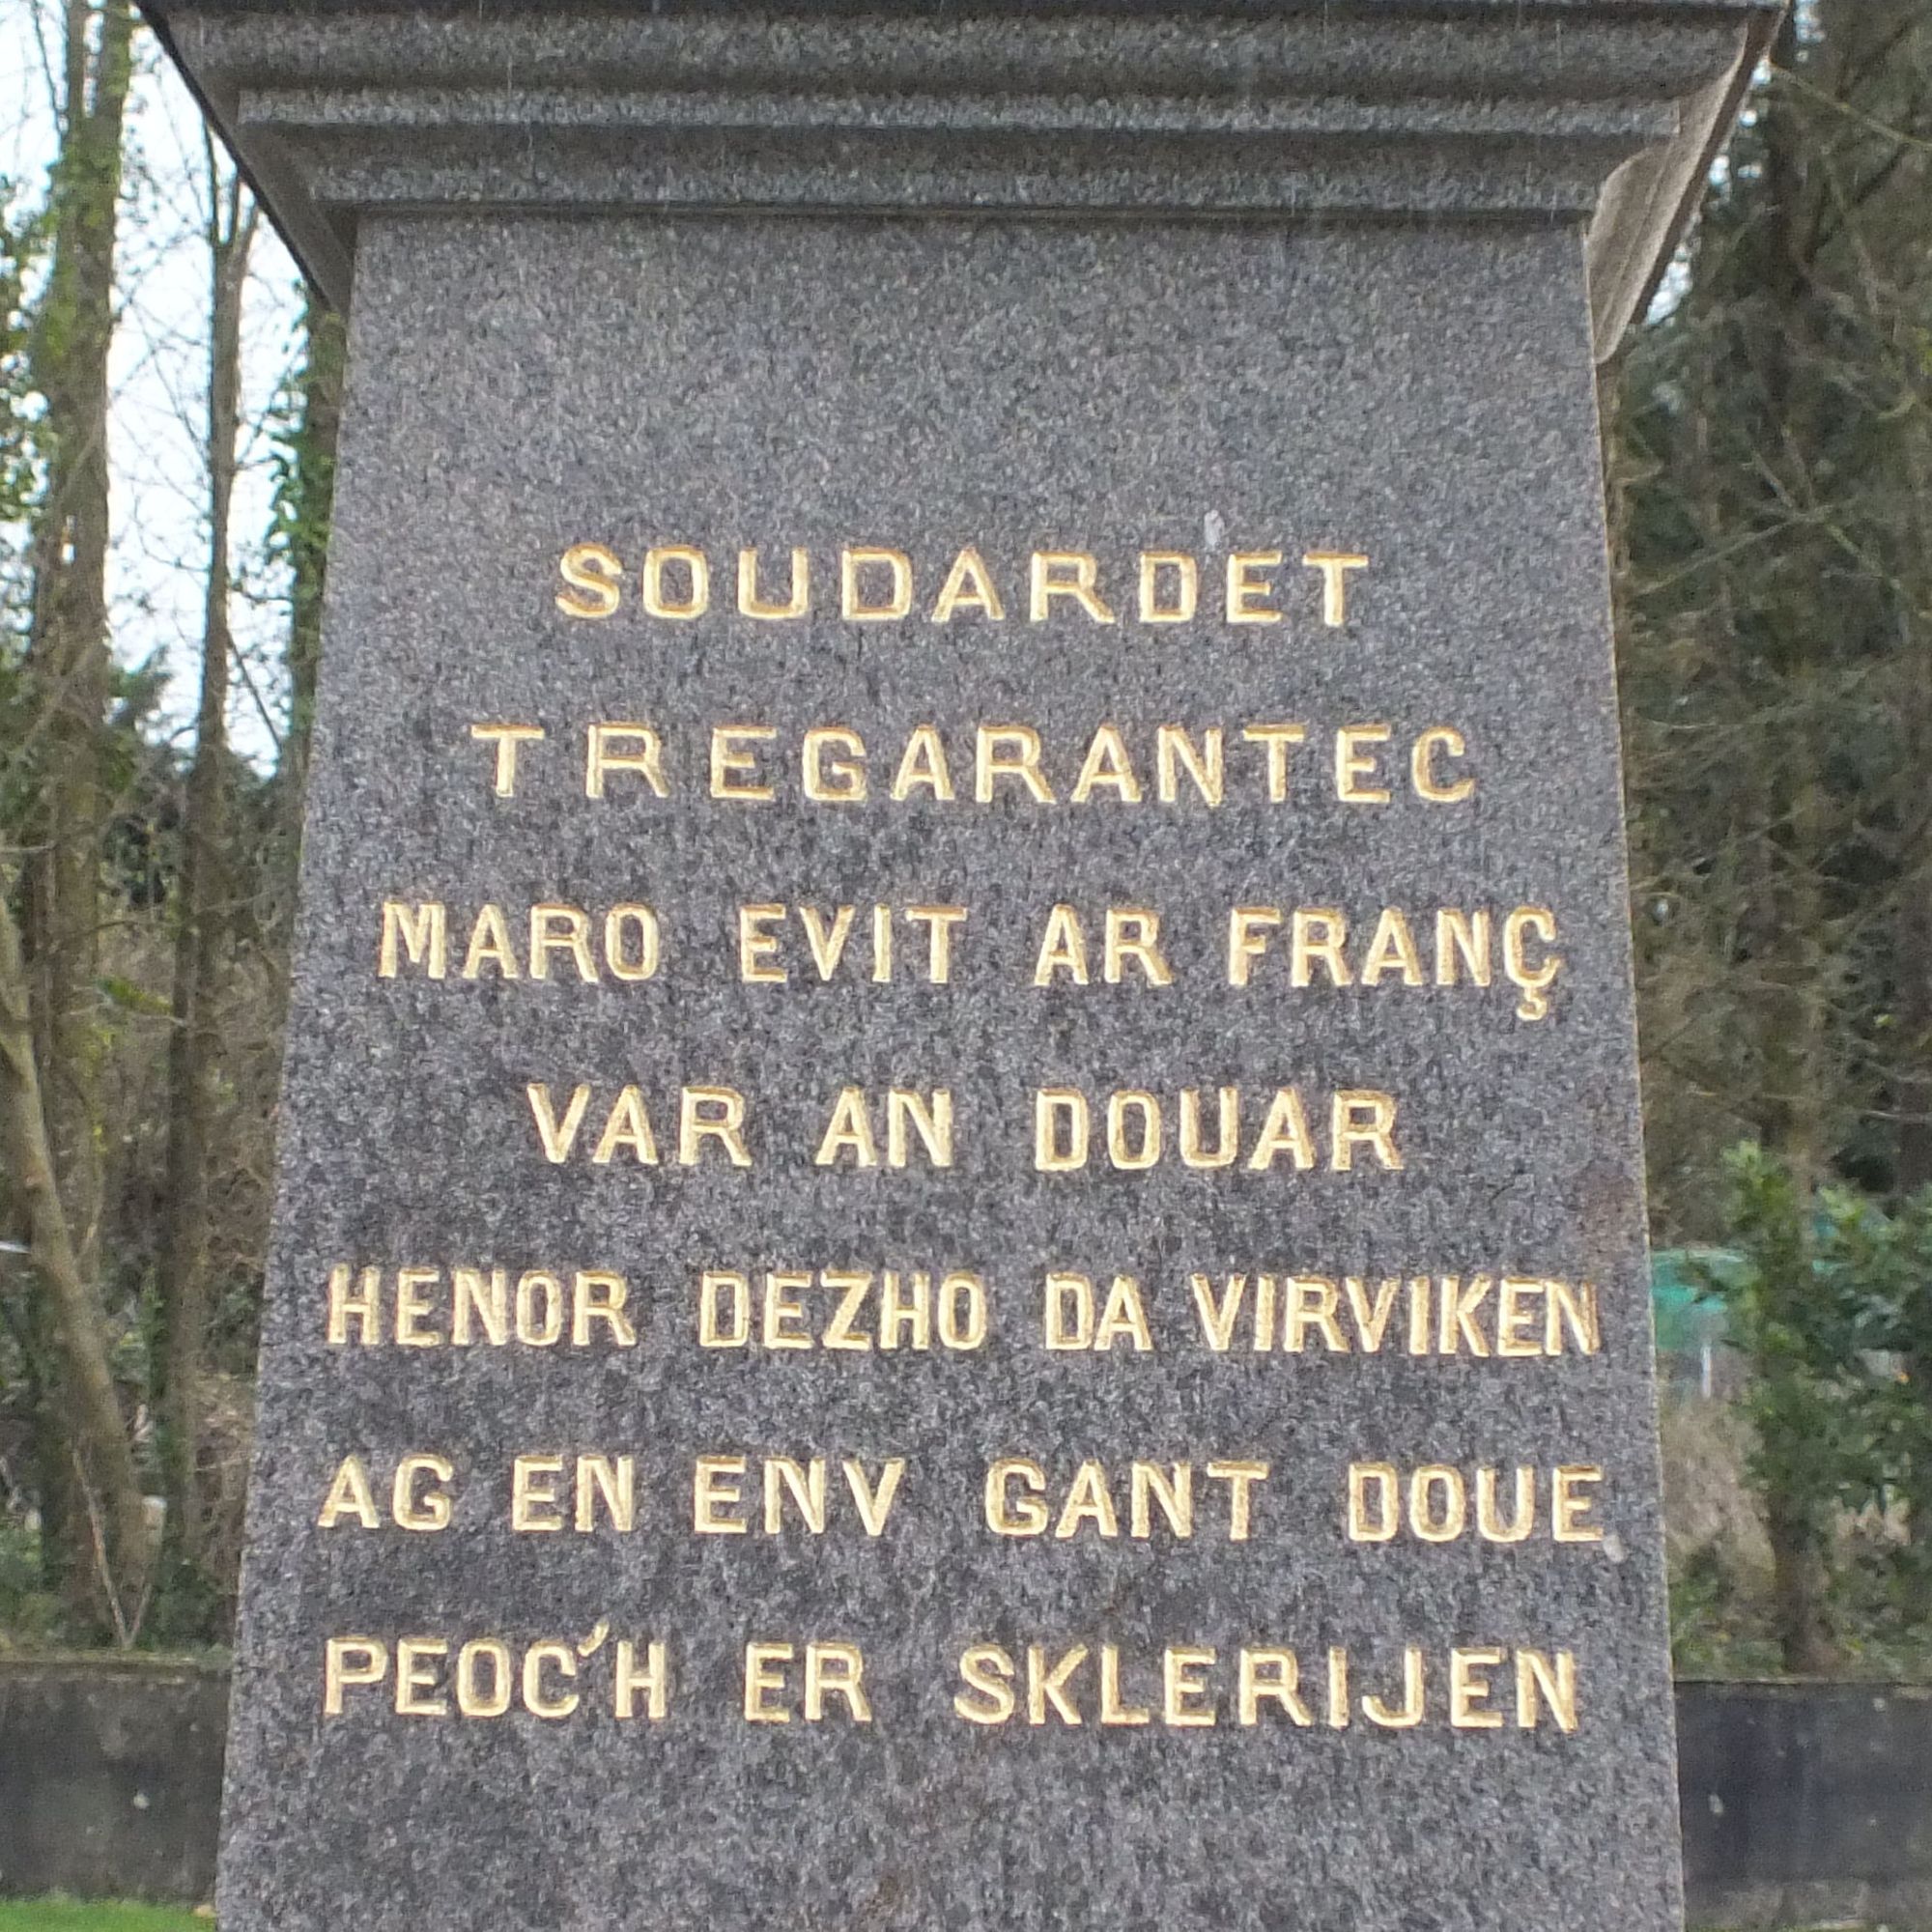 SOUDARDET
TREGARANTEC
MARO EVIT AR FRANÇ
VAR AN DOUAR
HENOR DEZHO DA VIRVIKEN
AG EN ENV GANT DOUE
PEOC'H ER SKLERIJEN